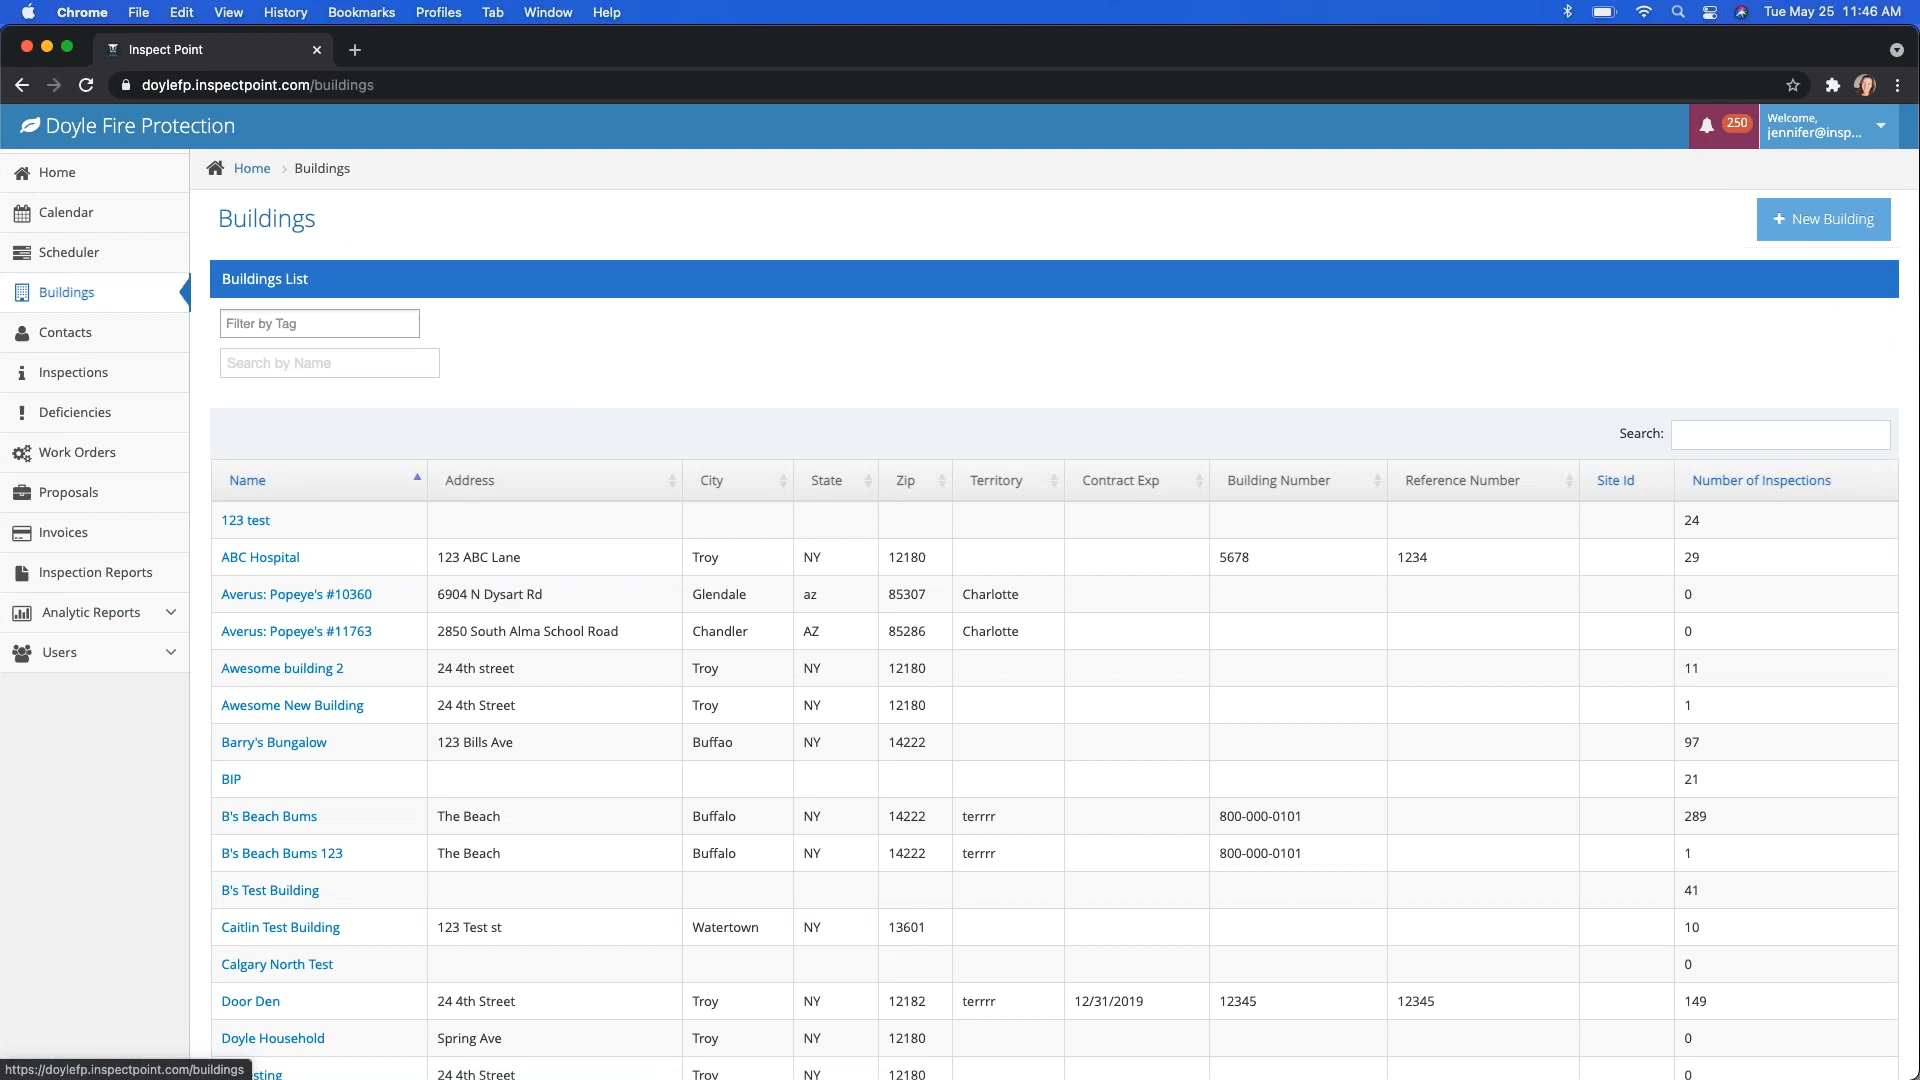 Chrome File Edit View History Bookmarks Profiles Tab Window Help Tue May 25 11:46 AM
Inspect Point
doylefp.inspectpoint.com/buildings
Doyle Fire Protection 250 Welcome,
jennifer@insp...
Home
Calendar
Scheduler
Buildings
Contacts
Inspections
Deficiencies
Work Orders
Proposals
Invoices
Inspection Reports
Analytic Reports
Users
Home > Buildings
Buildings
+ New Building
Buildings List
Filter by Tag
Search by Name
Search:
Name Address City State Zip Territory Contract Exp Building Number Reference Number Site Id Number of Inspections
123 test 24
ABC Hospital 123 ABC Lane Troy NY 12180 5678 1234 29
Averus: Popeye's #10360 6904 N Dysart Rd Glendale az 85307 Charlotte 0
Averus: Popeye's #11763 2850 South Alma School Road Chandler AZ 85286 Charlotte 0
Awesome building 2 24 4th street Troy NY 12180 11
Awesome New Building 24 4th Street Troy NY 12180 1
Barry's Bungalow 123 Bills Ave Buffao NY 14222 97
BIP 21
B's Beach Bums The Beach Buffalo NY 14222 terrrr 800-000-0101 289
B's Beach Bums 123 The Beach Buffalo NY 14222 terrrr 800-000-0101 1
B's Test Building 41
Caitlin Test Building 123 Test st Watertown NY 13601 10
Calgary North Test 0
Door Den 24 4th Street Troy NY 12182 terrrr 12/31/2019 12345 12345 149
Doyle Household Spring Ave Troy NY 12180 0
24 4th Street Troy NY 12180 0
https://doylefp.inspectpoint.com/buildings